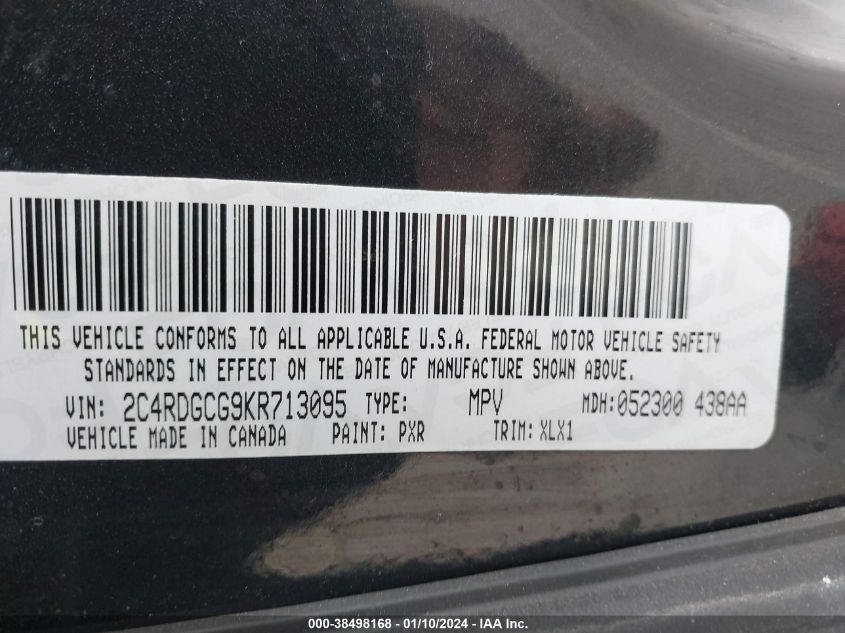 THIS VEHICLE CONFORMS TO ALL APPLICABLE U.S.A. FEDERAL MOTOR VEHICLE SAFETY
STANDARDS IN EFFECT ON THE DATE OF MANUFACTURE SHOWN ABOVE.
VIN: 2C4RDGCG9KR713095 TYPE: MPV MDH:052300 438AA
VEHICLE MADE IN CANADA PAINT: PXR TRIM: XLX1
000-38498168 - 01/10/2024 - IAA Inc.